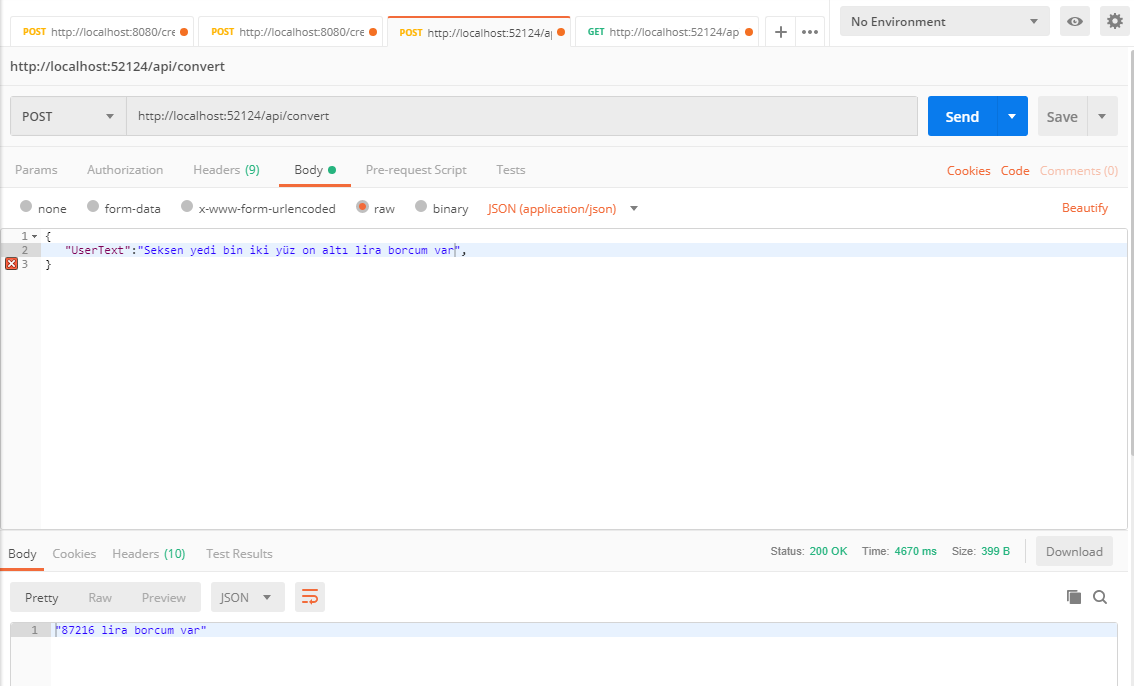 POST http://localhost:8080/cre POST http://localhost:8080/cre POST http://localhost:52124/ap GET http://localhost:52124/ap + ••• No Environment
http://localhost:52124/api/convert
POST http://localhost:52124/api/convert Send Save
Params Authorization Headers (9) Body Pre-request Script Tests Cookies Code Comments (0)
none form-data x-www-form-urlencoded raw binary JSON (application/json) Beautify
1 {
2 "UserText":"Seksen yedi bin iki yüz on altı lira borcum var",
3 }
Body Cookies Headers (10) Test Results Status: 200 OK Time: 4670 ms Size: 399 B Download
Pretty Raw Preview JSON
1 "87216 lira borcum var"